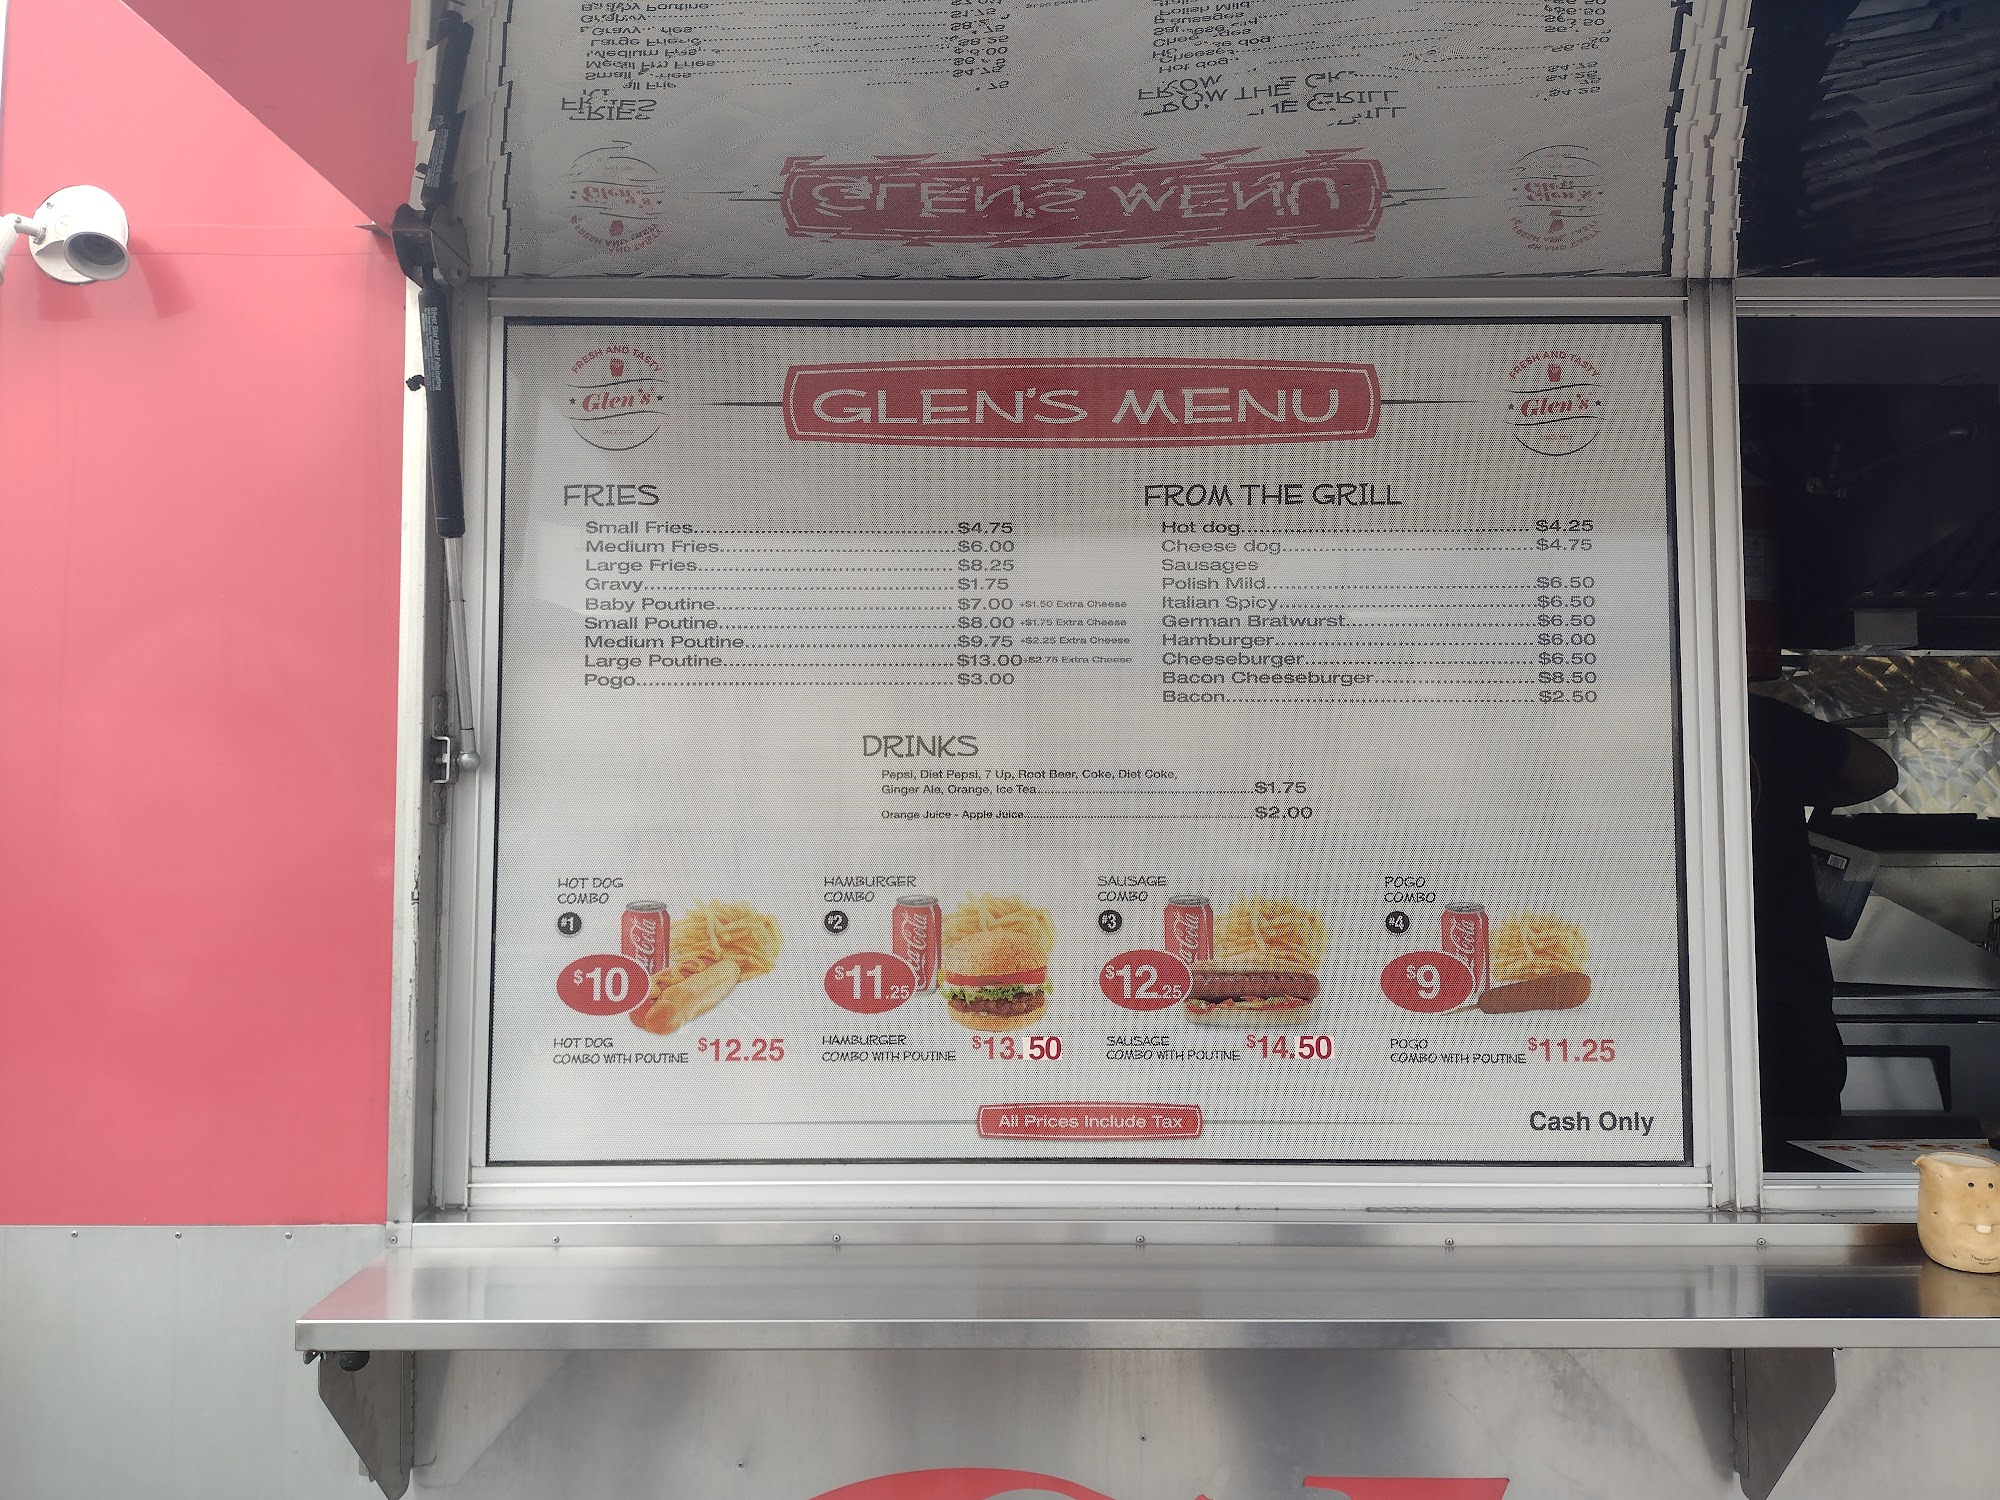 FRESH AND TASTY
Glen's
GLEN'S MENU
FRESH AND TASTY
Glen's
FRIES
Small Fries $4.75
Medium Fries $6.00
Large Fries $8.25
Gravy $1.75
Baby Poutine $7.00 +$1.50 Extra Cheese
Small Poutine $8.00 +$1.75 Extra Cheese
Medium Poutine $9.75 +$2.25 Extra Cheese
Large Poutine $13.00 +$2.75 Extra Cheese
Pogo $3.00
FROM THE GRILL
Hot dog $4.25
Cheese dog $4.75
Sausages
Polish Mild $6.50
Italian Spicy $6.50
German Bratwurst $6.50
Hamburger $6.00
Cheeseburger $6.50
Bacon Cheeseburger $8.50
Bacon $2.50
DRINKS
Pepsi, Diet Pepsi, 7 Up, Root Beer, Coke, Diet Coke,
Ginger Ale, Orange, Ice Tea $1.75
Orange Juice - Apple Juice $2.00
HOT DOG
COMBO
#1
$10
HOT DOG
COMBO WITH POUTINE $12.25
HAMBURGER
COMBO
#2
$11.25
HAMBURGER
COMBO WITH POUTINE $13.50
SAUSAGE
COMBO
#3
$12.25
SAUSAGE
COMBO WITH POUTINE $14.50
POGO
COMBO
#4
$9
POGO
COMBO WITH POUTINE $11.25
All Prices Include Tax
Cash Only